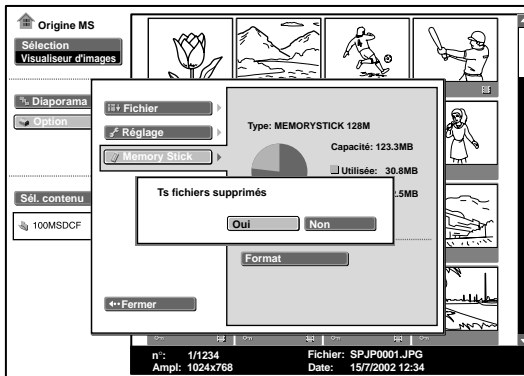 Origine MS
Sélection
Visualiseur d'images
Diaporama
Option
Fichier
Réglage
Memory Stick
Type: MEMORYSTICK 128M
Capacité: 123.3MB
Utilisée: 30.8MB
.5MB
Ts fichiers supprimés
Oui
Non
Sél. contenu
100MSDCF
Format
Fermer
n°: 1/1234
Fichier: SPJP0001.JPG
Ampl: 1024x768
Date: 15/7/2002 12:34